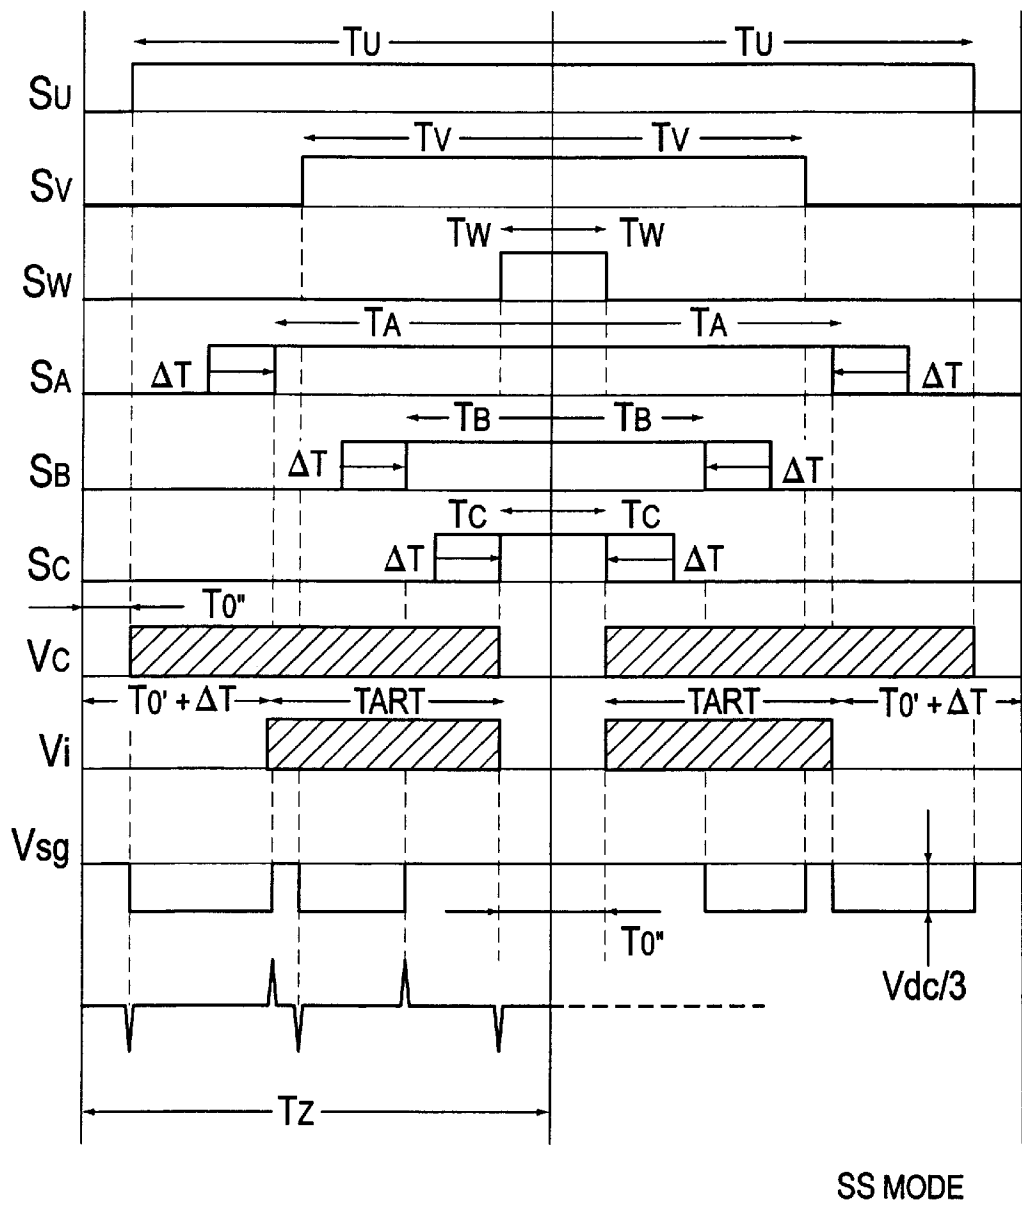 TU TU
SU
TV TV
SV
TW TW
SW
TA TA
SA ΔT ΔT
TB TB
SB ΔT ΔT
TC TC
SC ΔT ΔT
T0"
VC
T0' + ΔT TART TART T0' + ΔT
Vi
Vsg
T0"
Vdc/3
TZ
SS MODE